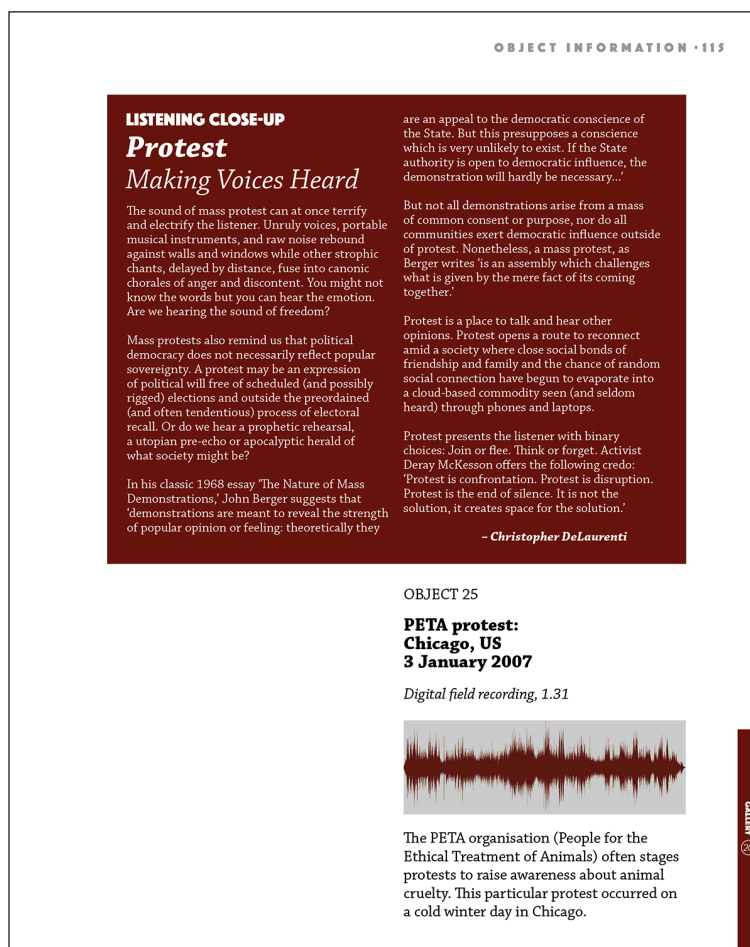 OBJECT INFORMATION • 115
LISTENING CLOSE-UP
Protest
Making Voices Heard
The sound of mass protest can at once terrify
and electrify the listener. Unruly voices, portable
musical instruments, and raw noise rebound
against walls and windows while other strophic
chants, delayed by distance, fuse into canonic
chorales of anger and discontent. You might not
know the words but you can hear the emotion.
Are we hearing the sound of freedom?
Mass protests also remind us that political
democracy does not necessarily reflect popular
sovereignty. A protest may be an expression
of political will free of scheduled (and possibly
rigged) elections and outside the preordained
(and often tendentious) process of electoral
recall. Or do we hear a prophetic rehearsal,
a utopian pre-echo or apocalyptic herald of
what society might be?
In his classic 1968 essay ‘The Nature of Mass
Demonstrations,’ John Berger suggests that
‘demonstrations are meant to reveal the strength
of popular opinion or feeling: theoretically they
are an appeal to the democratic conscience of
the State. But this presupposes a conscience
which is very unlikely to exist. If the State
authority is open to democratic influence, the
demonstration will hardly be necessary...’
But not all demonstrations arise from a mass
of common consent or purpose, nor do all
communities exert democratic influence outside
of protest. Nonetheless, a mass protest, as
Berger writes ‘is an assembly which challenges
what is given by the mere fact of its coming
together.’
Protest is a place to talk and hear other
opinions. Protest opens a route to reconnect
amid a society where close social bonds of
friendship and family and the chance of random
social connection have begun to evaporate into
a cloud-based commodity seen (and seldom
heard) through phones and laptops.
Protest presents the listener with binary
choices: Join or flee. Think or forget. Activist
Deray McKesson offers the following credo:
‘Protest is confrontation. Protest is disruption.
Protest is the end of silence. It is not the
solution, it creates space for the solution.’
– Christopher DeLaurenti
OBJECT 25
PETA protest:
Chicago, US
3 January 2007
Digital field recording, 1.31
The PETA organisation (People for the
Ethical Treatment of Animals) often stages
protests to raise awareness about animal
cruelty. This particular protest occurred on
a cold winter day in Chicago.
GALLERY